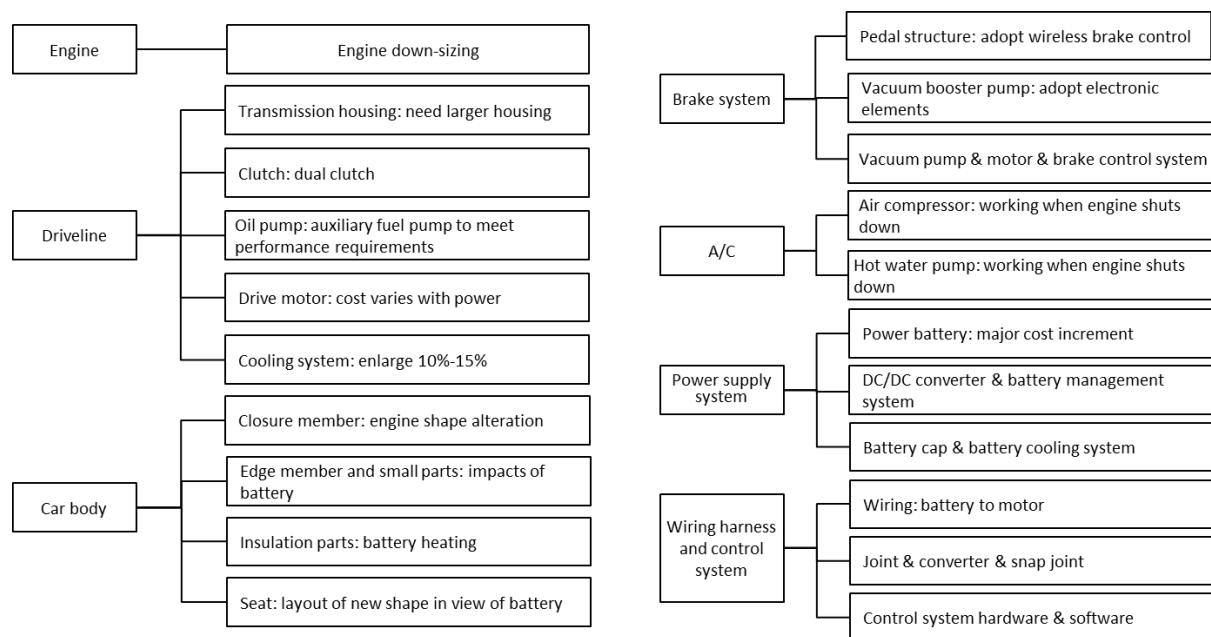 Engine
Engine down-sizing
Driveline
Transmission housing: need larger housing
Clutch: dual clutch
Oil pump: auxiliary fuel pump to meet
performance requirements
Drive motor: cost varies with power
Cooling system: enlarge 10%-15%
Car body
Closure member: engine shape alteration
Edge member and small parts: impacts of
battery
Insulation parts: battery heating
Seat: layout of new shape in view of battery
Brake system
Pedal structure: adopt wireless brake control
Vacuum booster pump: adopt electronic
elements
Vacuum pump & motor & brake control system
A/C
Air compressor: working when engine shuts
down
Hot water pump: working when engine shuts
down
Power supply
system
Power battery: major cost increment
DC/DC converter & battery management
system
Battery cap & battery cooling system
Wiring harness
and control
system
Wiring: battery to motor
Joint & converter & snap joint
Control system hardware & software